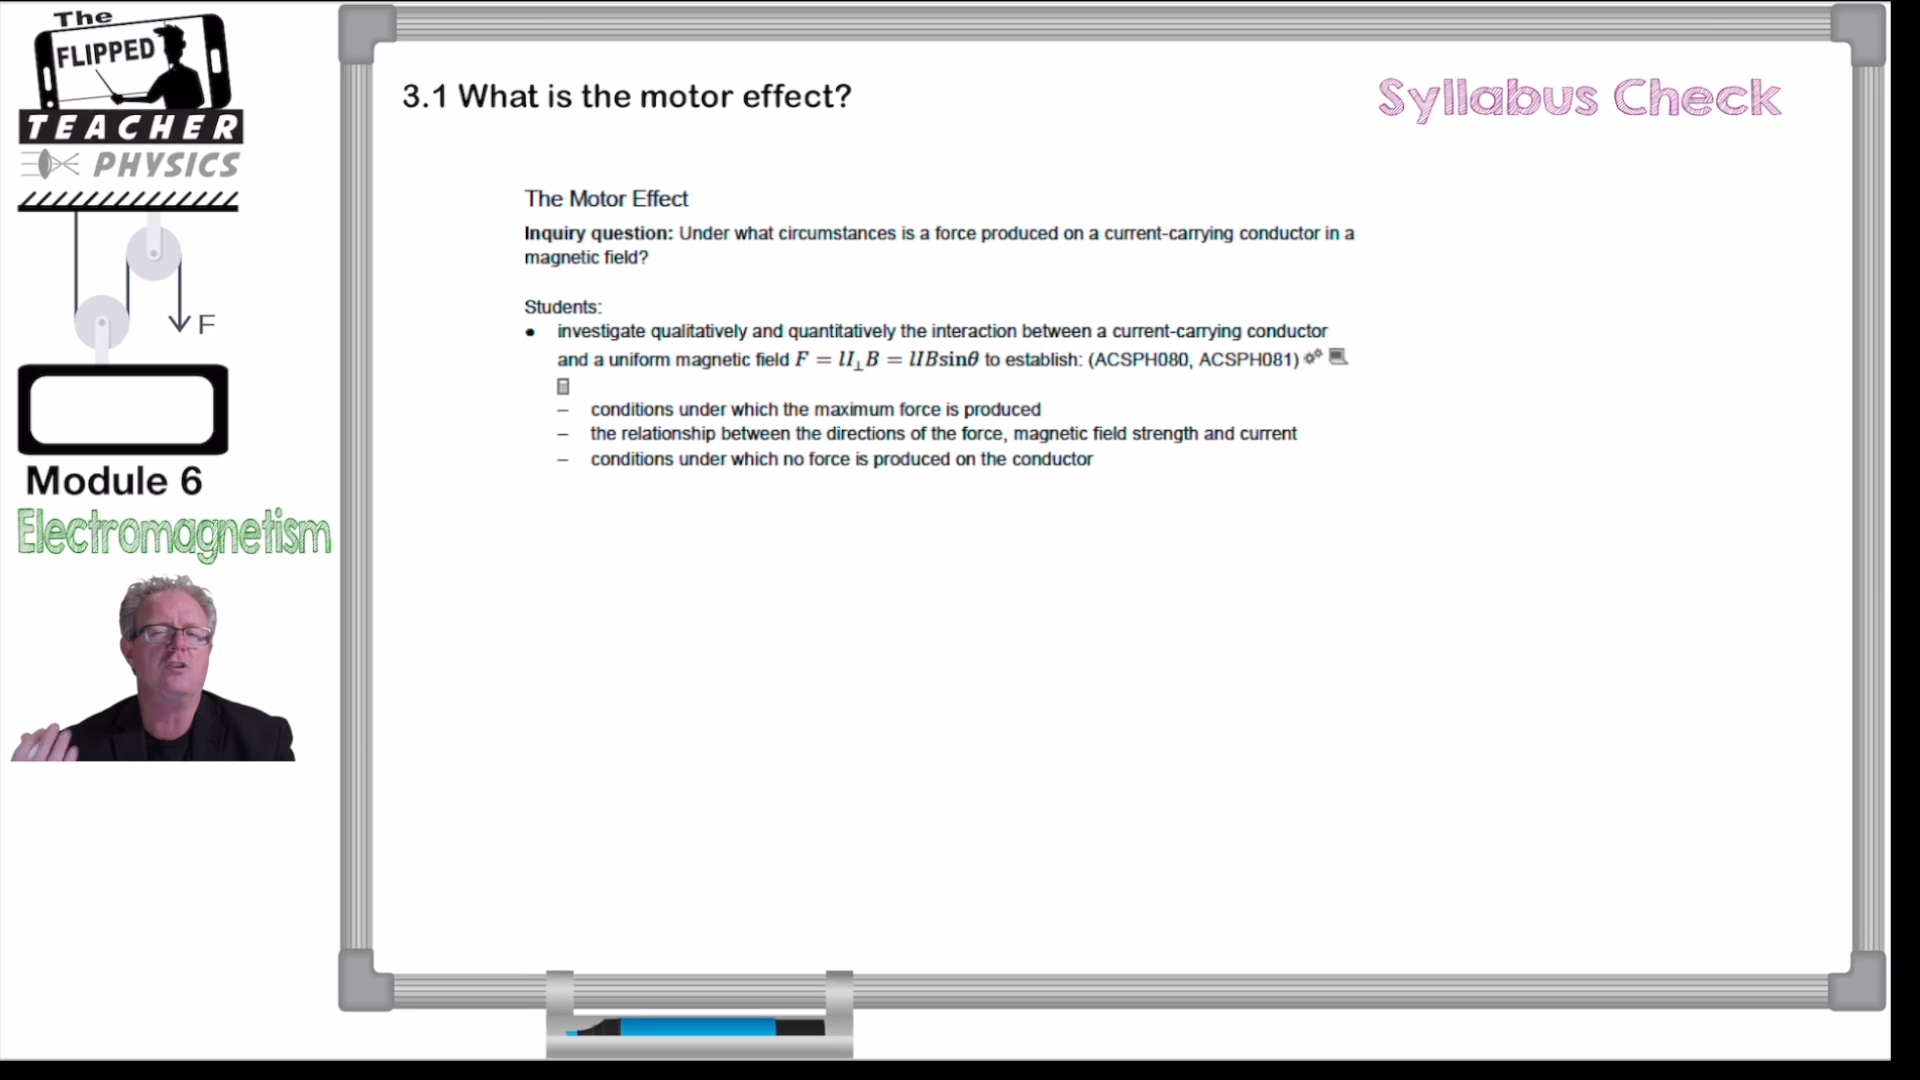 The
FLIPPED
TEACHER
PHYSICS
F
Module 6
Electromagnetism
3.1 What is the motor effect?
Syllabus Check
The Motor Effect
Inquiry question: Under what circumstances is a force produced on a current-carrying conductor in a
magnetic field?
Students:
• investigate qualitatively and quantitatively the interaction between a current-carrying conductor
and a uniform magnetic field F = lI⊥B = lIBsinθ to establish: (ACSPH080, ACSPH081)
– conditions under which the maximum force is produced
– the relationship between the directions of the force, magnetic field strength and current
– conditions under which no force is produced on the conductor